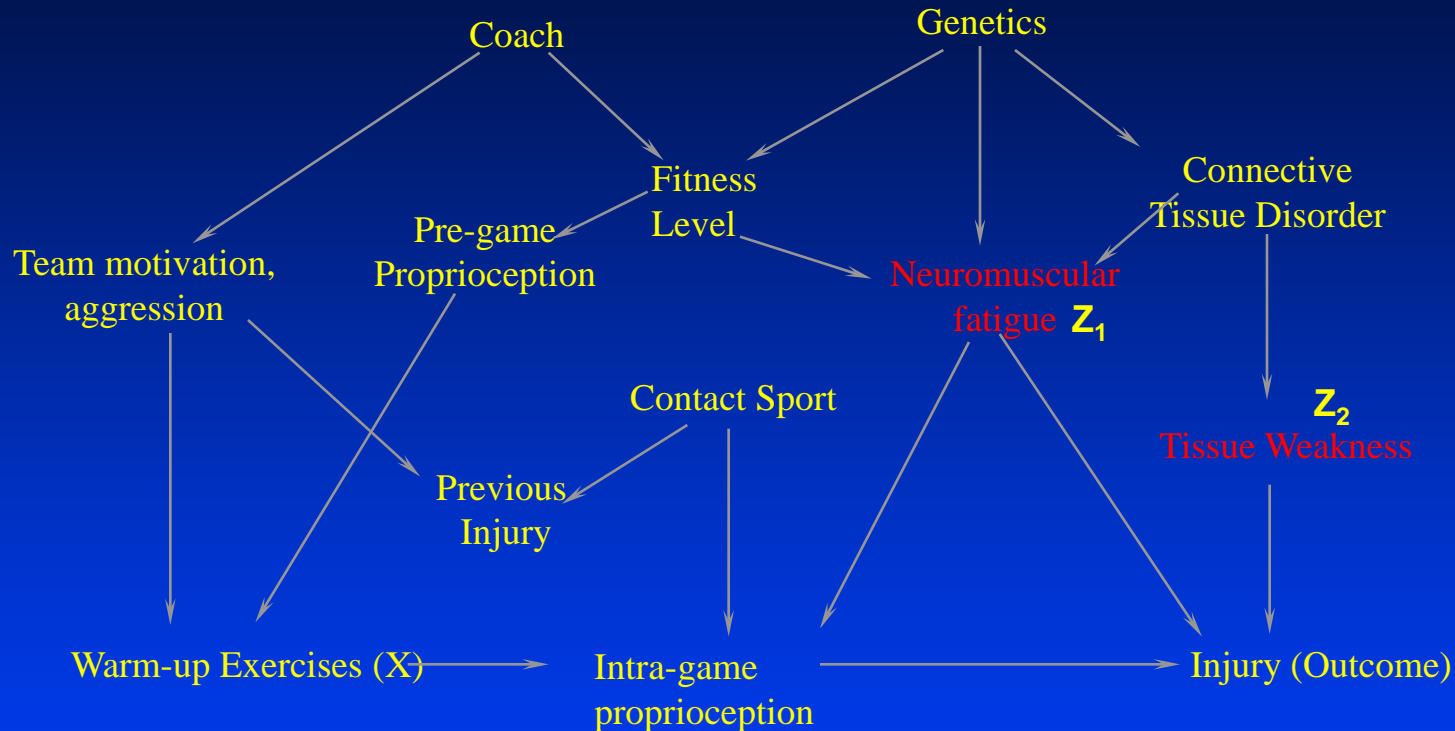 Coach
Genetics
Fitness
Level
Connective
Tissue Disorder
Pre-game
Proprioception
Team motivation,
aggression
Neuromuscular
fatigue Z1
Contact Sport
Z2
Tissue Weakness
Previous
Injury
Warm-up Exercises (X)
Intra-game
proprioception
Injury (Outcome)